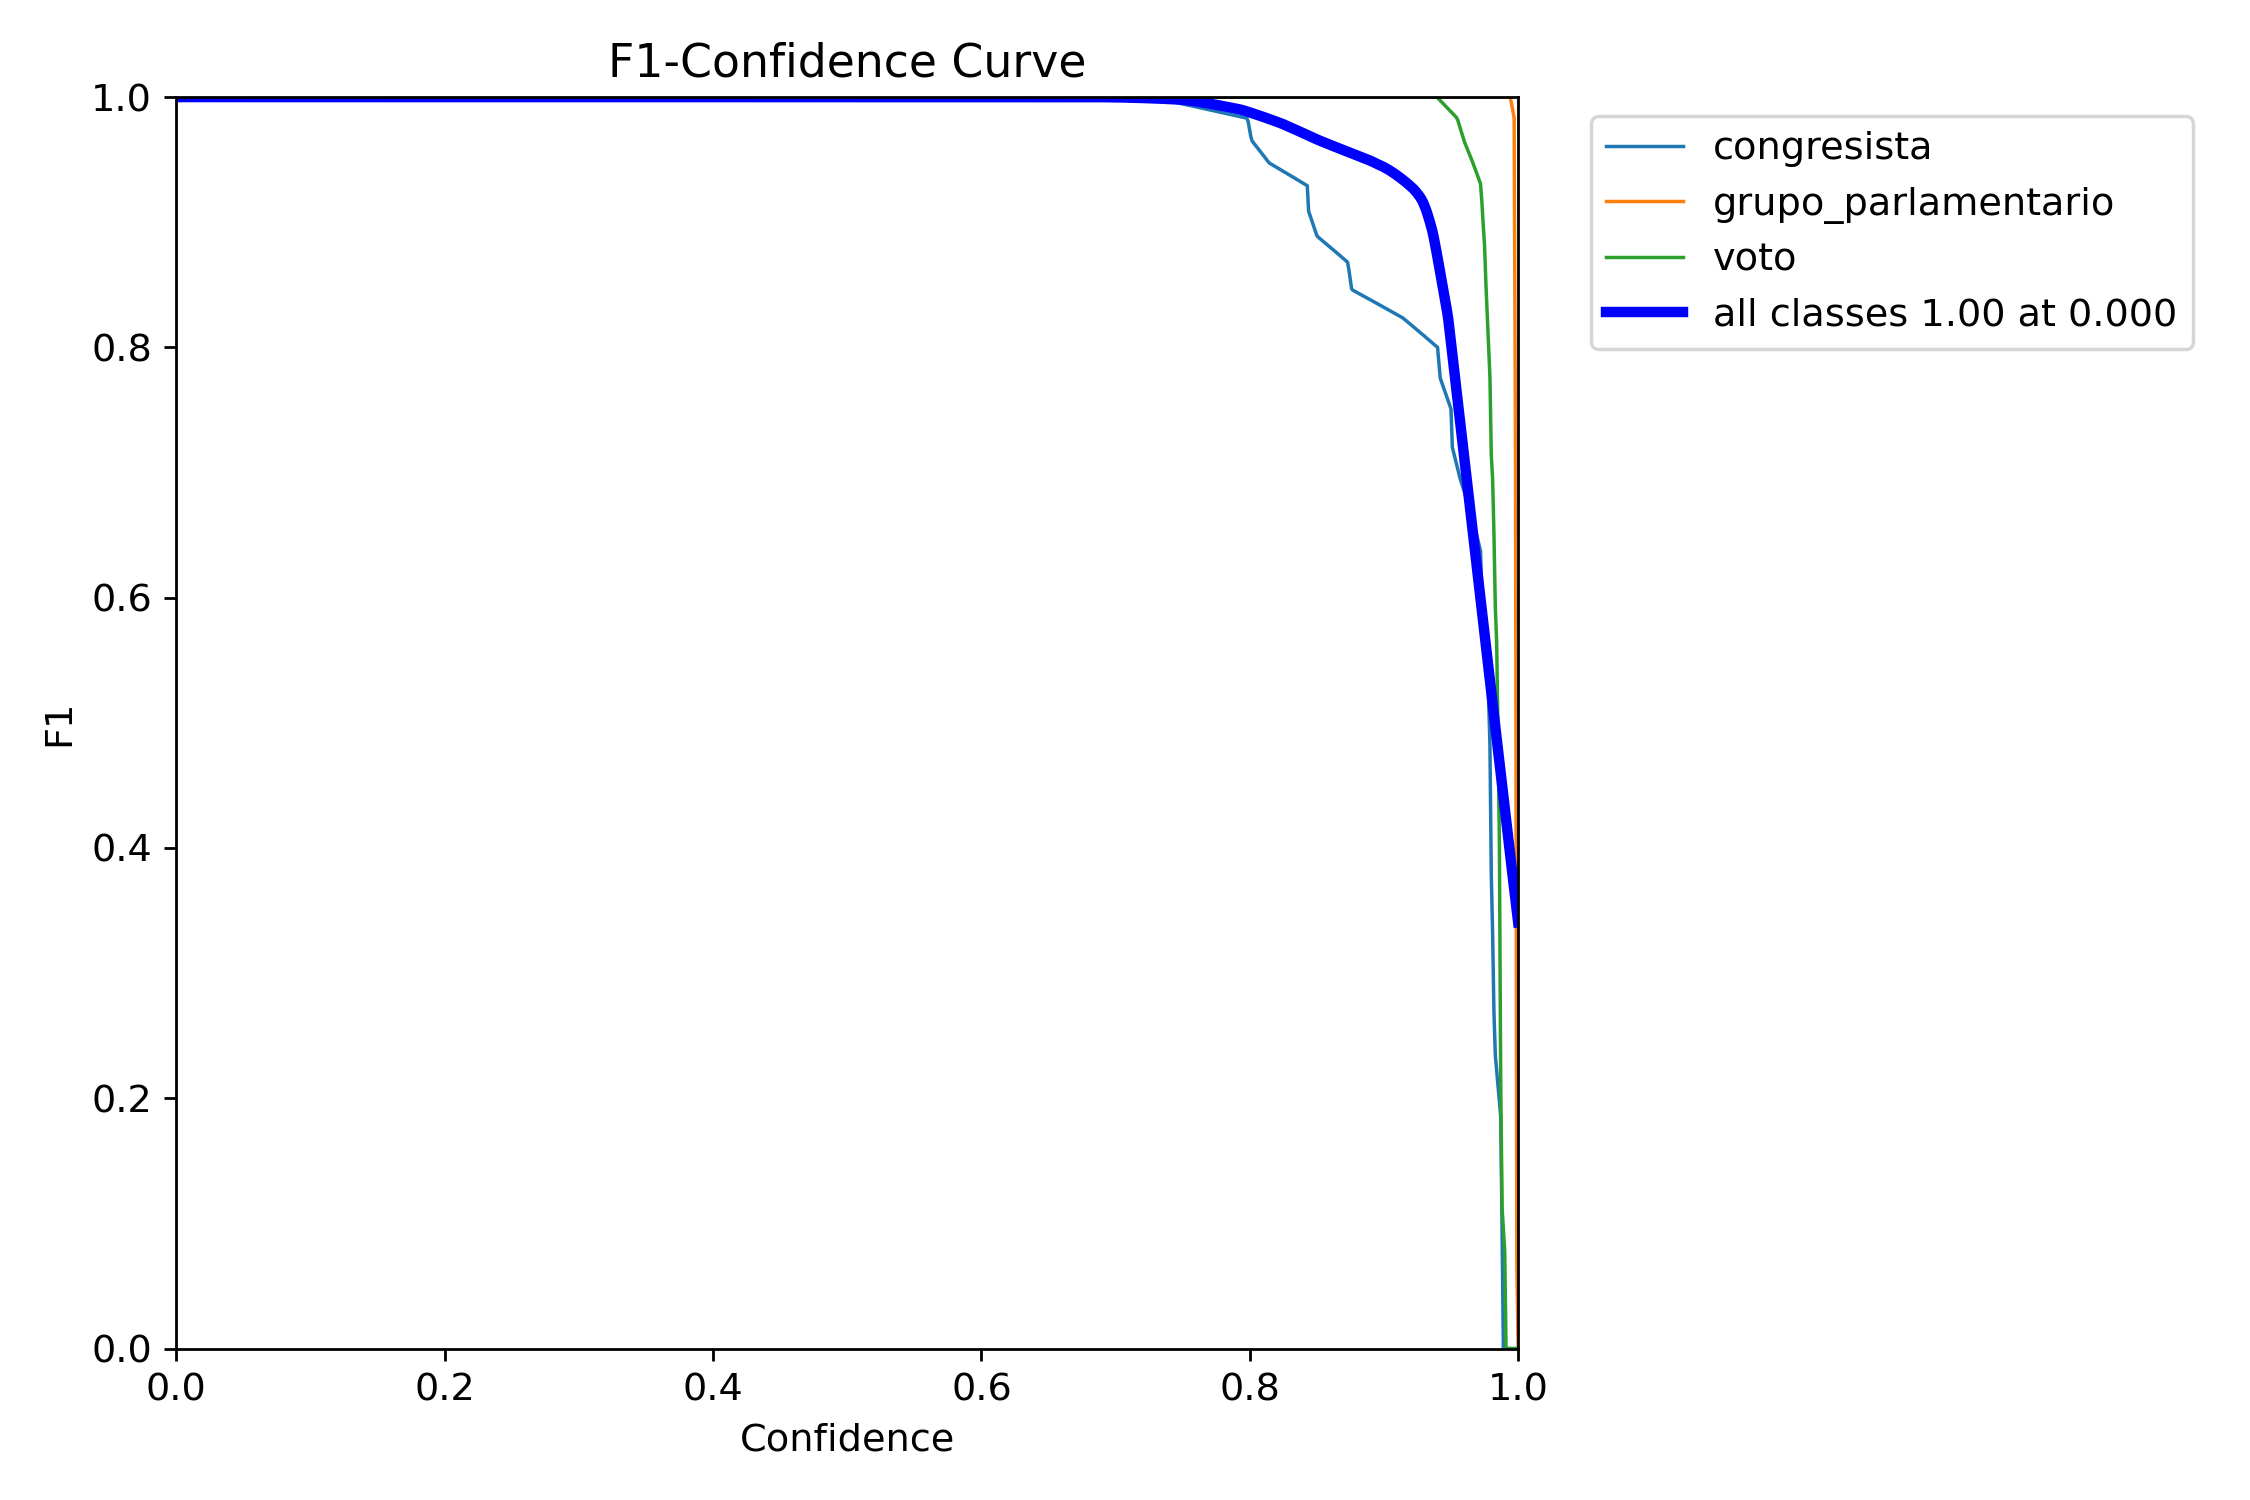 F1-Confidence Curve
1.0
0.8
0.6
0.4
0.2
0.0
F1
0.0 0.2 0.4 0.6 0.8 1.0
Confidence
congresista
grupo_parlamentario
voto
all classes 1.00 at 0.000